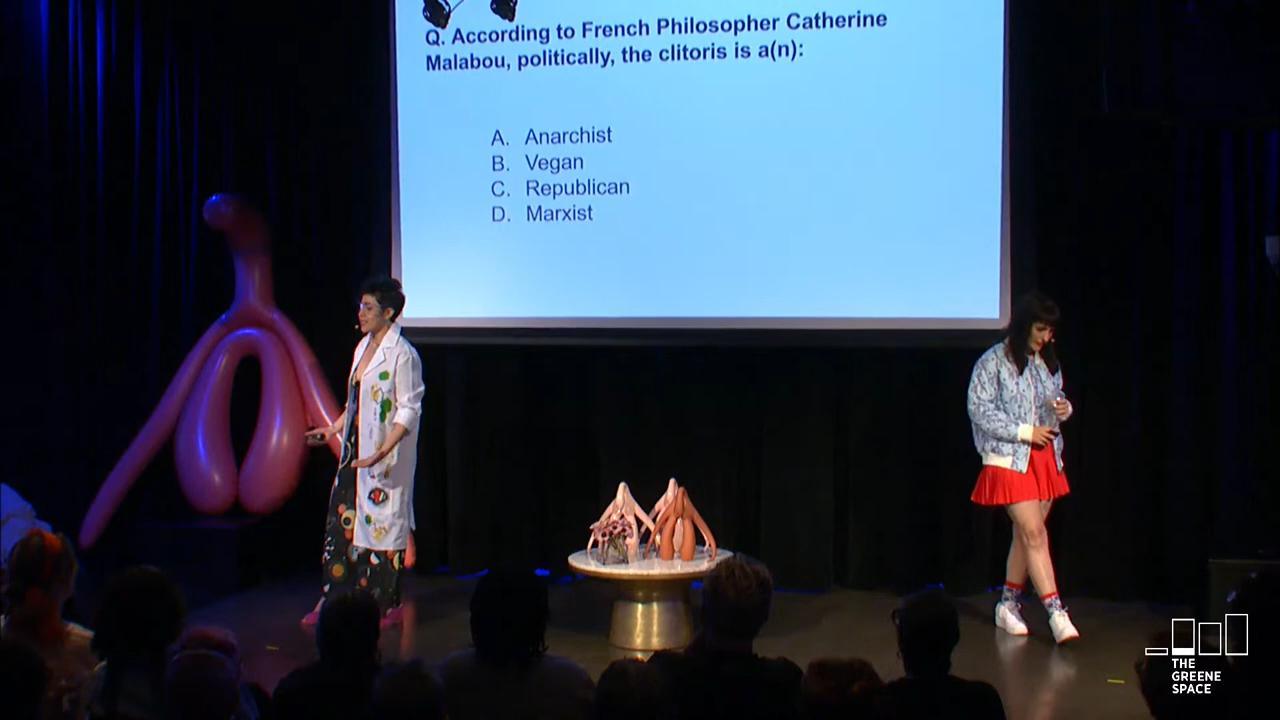 Q. According to French Philosopher Catherine
Malabou, politically, the clitoris is a(n):
A. Anarchist
B. Vegan
C. Republican
D. Marxist
THE
GREENE
SPACE